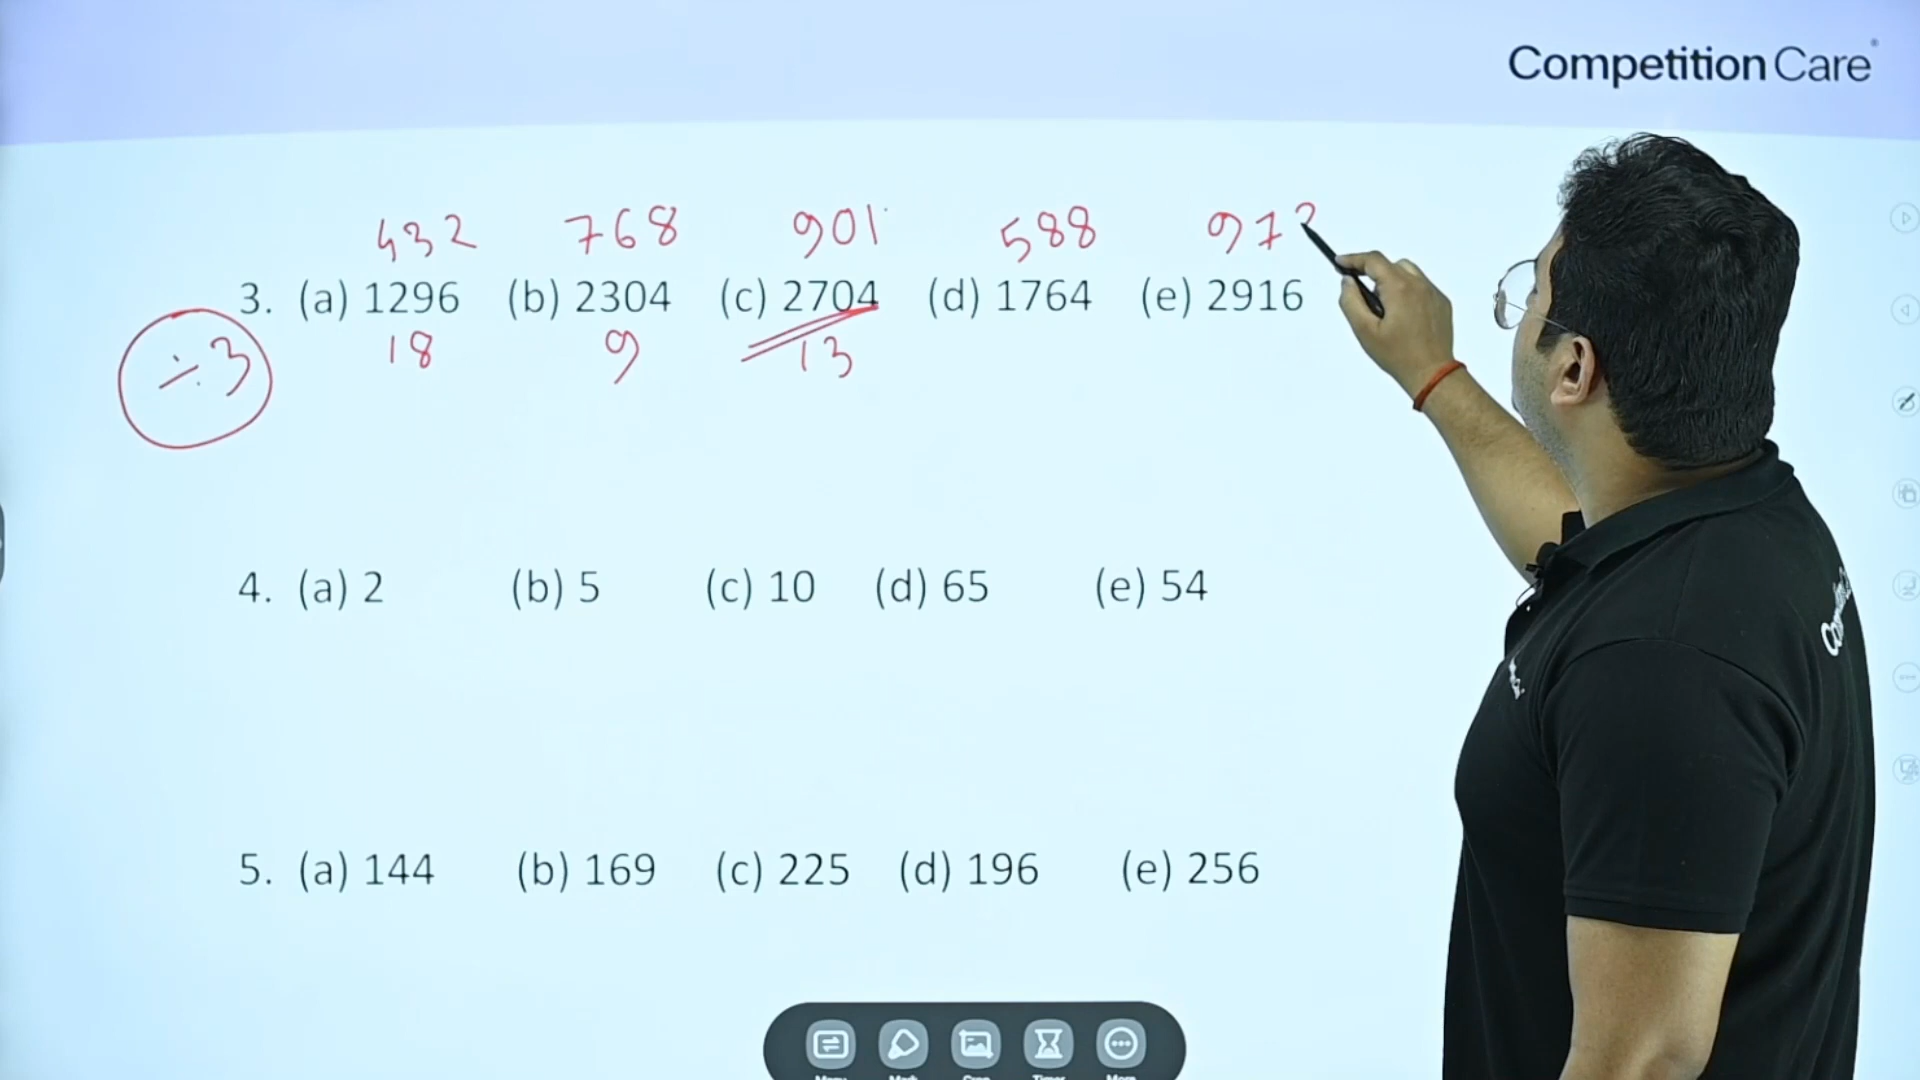 Competition Care
432 768 901 588 972
3. (a) 1296 (b) 2304 (c) 2704 (d) 1764 (e) 2916
÷3 18 9 13
4. (a) 2 (b) 5 (c) 10 (d) 65 (e) 54
5. (a) 144 (b) 169 (c) 225 (d) 196 (e) 256